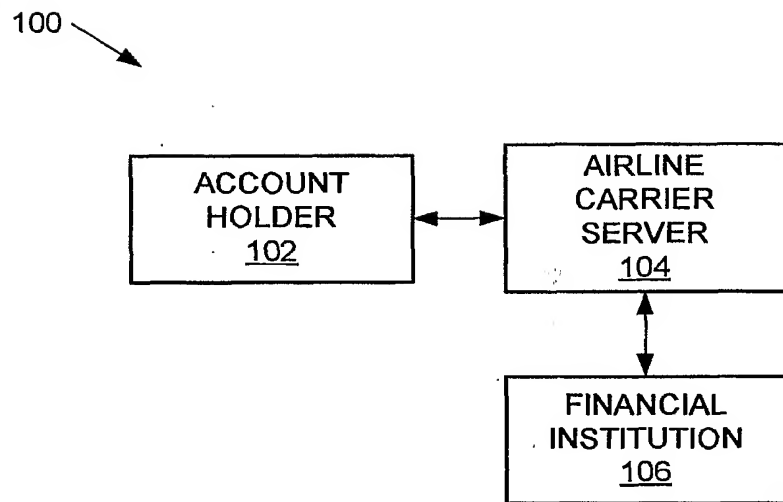 100
ACCOUNT
HOLDER
102
AIRLINE
CARRIER
SERVER
104
FINANCIAL
INSTITUTION
106